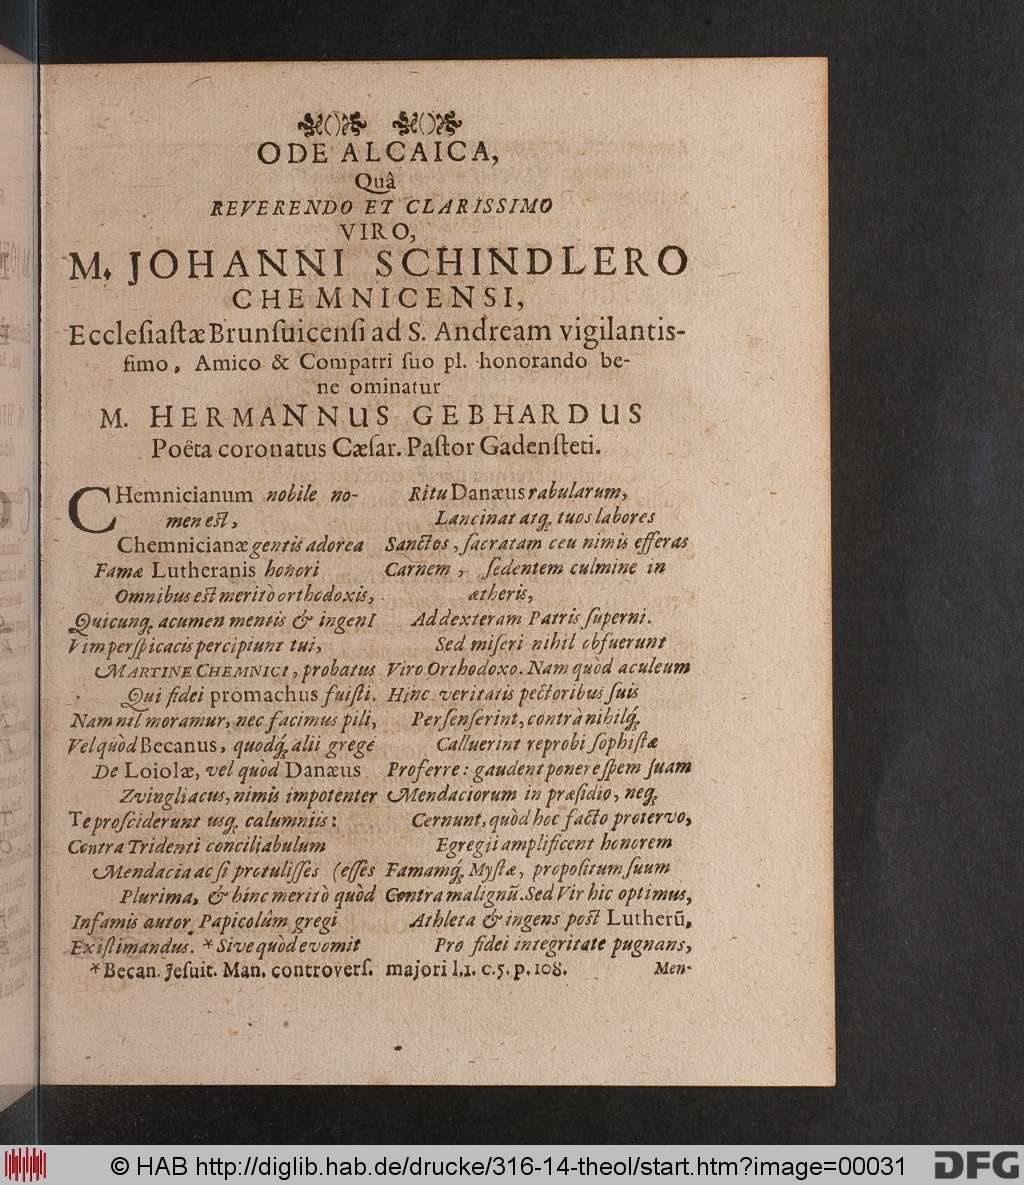 ODE ALCAICA,
Quâ
REVERENDO ET CLARISSIMO
VIRO,
M. JOHANNI SCHINDLERO
CHEMNICENSI,
Eccleſiaſtæ Brunſuicenſi ad S. Andream vigilantiſ-
ſimo, Amico & Compatri ſuo pl. honorando be-
ne ominatur
M. HERMANNUS GEBHARDUS
Poëta coronatus Cæſar. Paſtor Gadenſteti.
CHemnicianum nobile no-
men eſt,
Chemnicianæ gentis adorea
Famæ Lutheranis honori
Omnibus eſt meritò orthodoxis,
Quicunq; acumen mentis & ingenI
Vim perſpicacis percipiunt tui,
MARTINE CHEMNICI, probatus
Qui fidei promachus fuiſti.
Nam nil moramur, nec facimus pili,
Vel quòd Becanus, quodq; alii grege
De Loiolæ, vel quòd Danæus
Zvingliacus, nimis impotenter
Te proſciderunt usq; calumniis:
Contra Tridenti conciliabulum
Mendacia ac ſi protuliſſes (eſſes
Plurima, & hinc meritò quòd
Infamis autor Papicolûm gregi
Exiſtimandus. * Sive quòd evomit
Ritu Danæus rabularum,
Lancinat atq; tuos labores
Sanctos, ſacratam ceu nimis efferas
Carnem, ſedentem culmine in
ætheris,
Ad dexteram Patris ſuperni.
Sed miſeri nihil obfuerunt
Viro Orthodoxo. Nam quòd aculeum
Hinc veritatis pectoribus ſuis
Perſenſerint, contrà nihilq;
Calluerint reprobi ſophiſtæ
Proferre: gaudent ponere ſpem ſuam
Mendaciorum in præſidio, neq;
Cernunt, quòd hoc facto protervo,
Egregii amplificent honorem
Famamq; Myſtæ, propoſitum ſuum
Contra malignũ. Sed Vir hic optimus,
Athleta & ingens poſt Lutherũ,
Pro fidei integritate pugnans,
*Becan. Jeſuit. Man. controverſ. majori l.1. c.5. p.108.
Men-
© HAB http://diglib.hab.de/drucke/316-14-theol/start.htm?image=00031
DFG